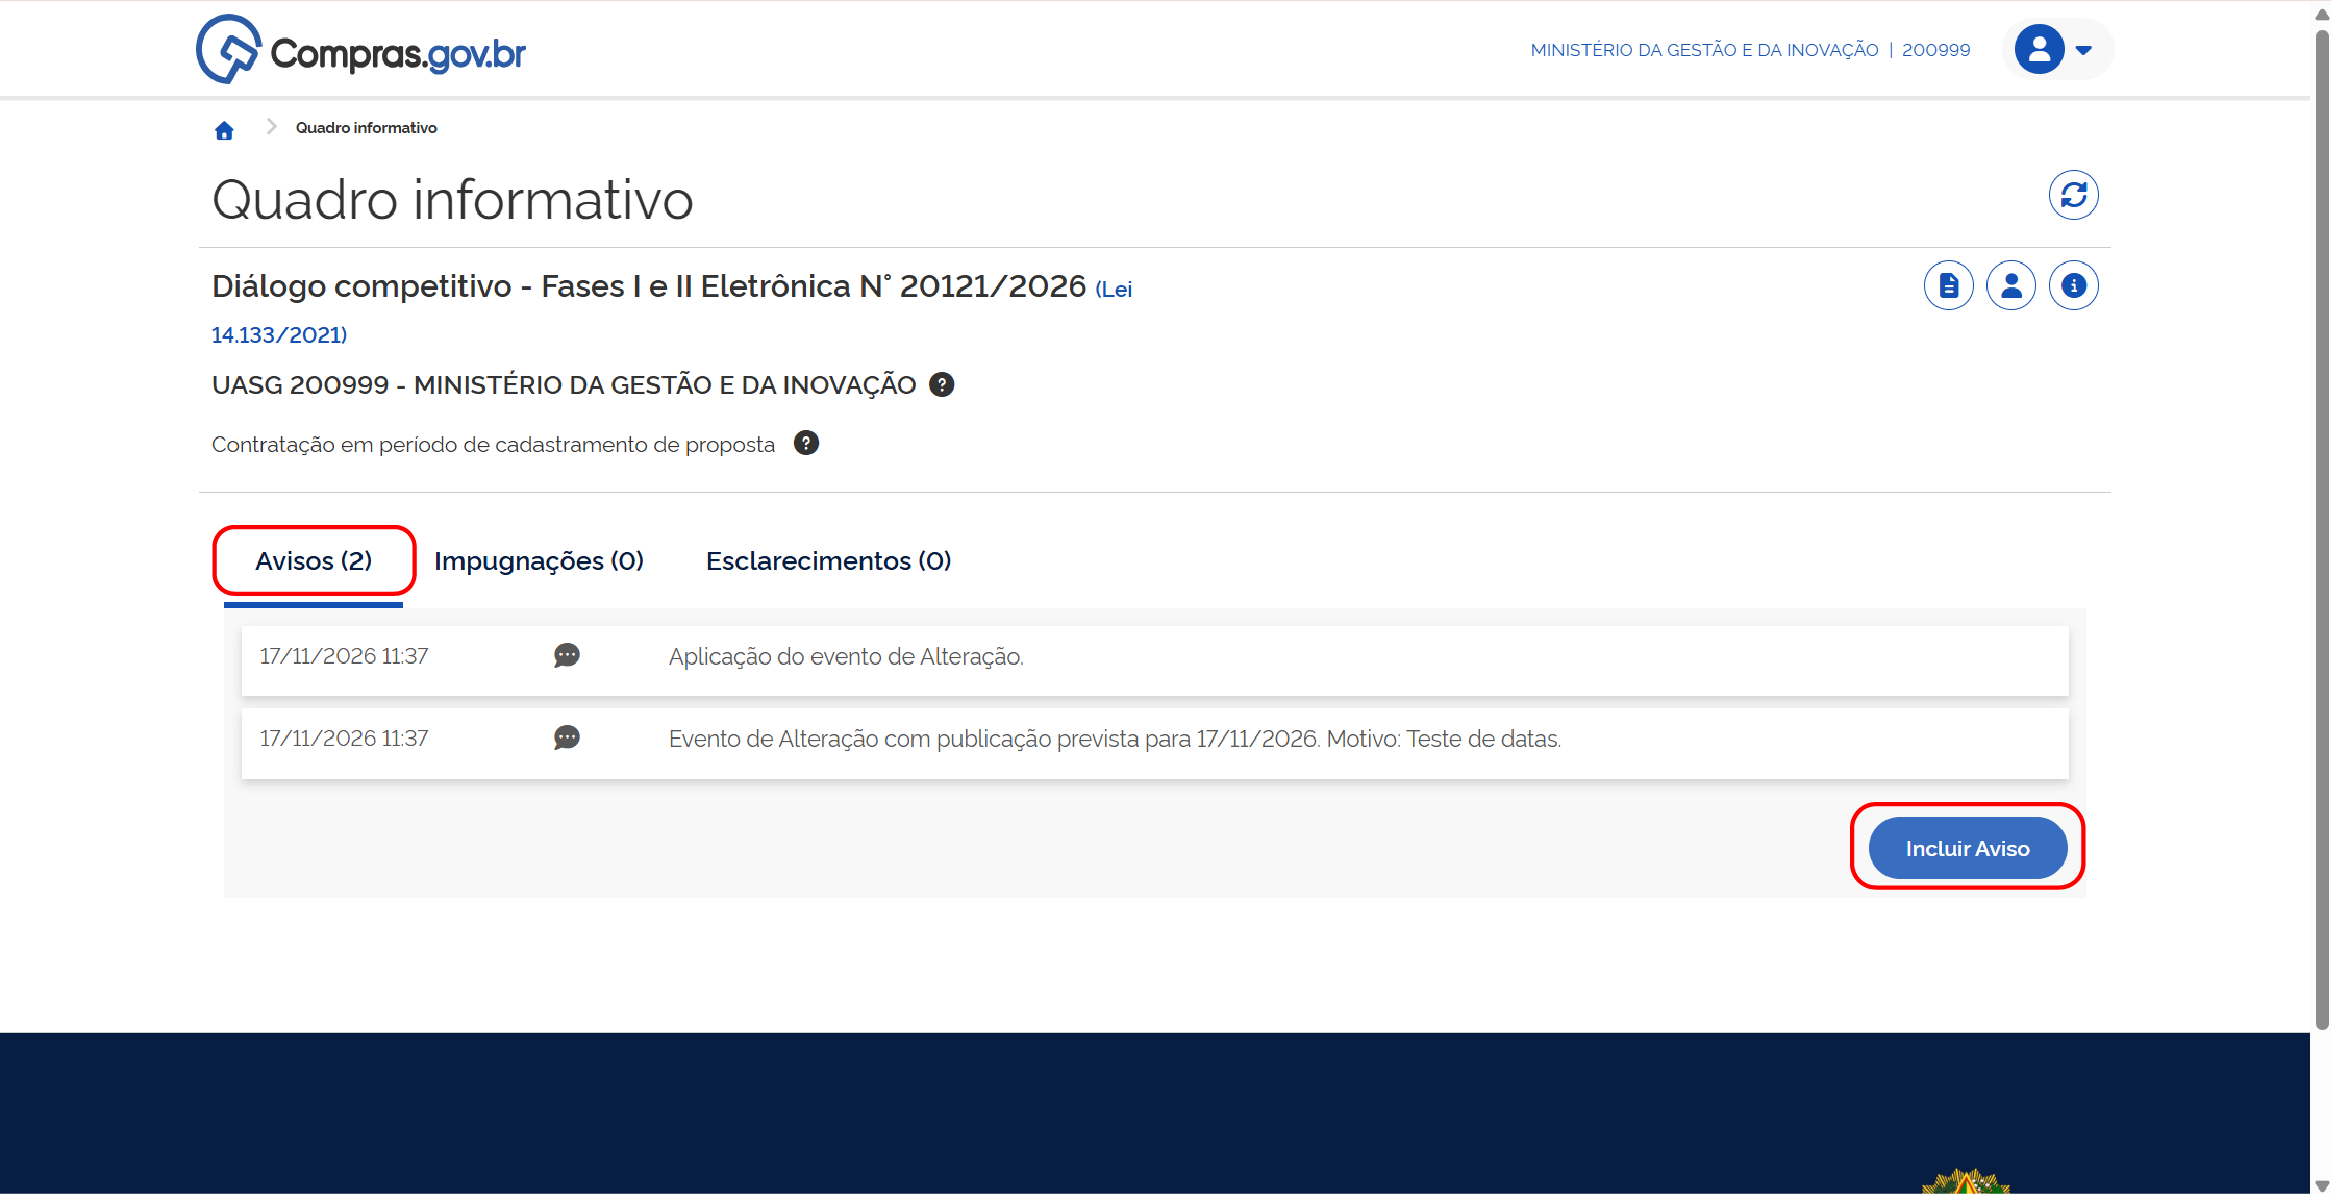 Compras.gov.br
MINISTÉRIO DA GESTÃO E DA INOVAÇÃO | 200999
Quadro informativo
Quadro informativo
Diálogo competitivo - Fases I e II Eletrônica N° 20121/2026 (Lei
14.133/2021)
UASG 200999 - MINISTÉRIO DA GESTÃO E DA INOVAÇÃO
Contratação em período de cadastramento de proposta
Avisos (2) Impugnações (0) Esclarecimentos (0)
17/11/2026 11:37 Aplicação do evento de Alteração.
17/11/2026 11:37 Evento de Alteração com publicação prevista para 17/11/2026. Motivo: Teste de datas.
Incluir Aviso